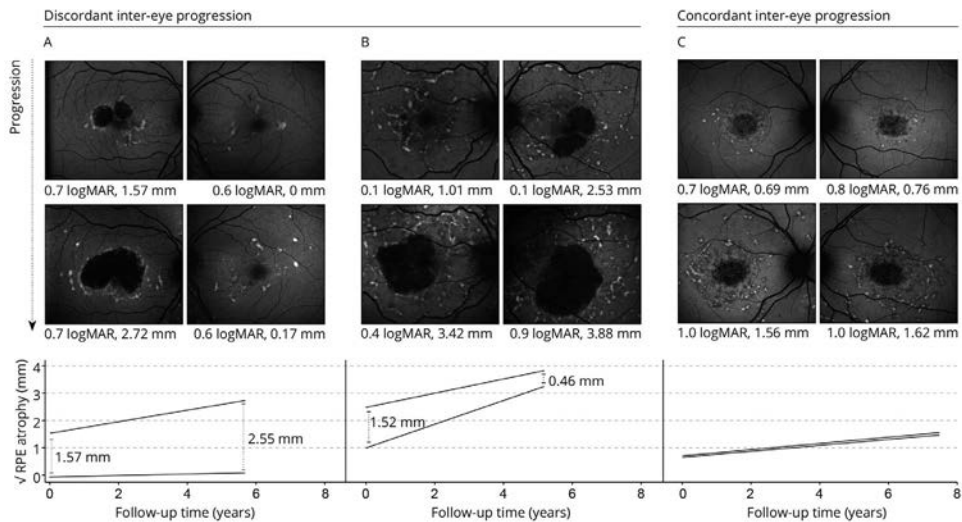 Discordant inter-eye progression
Concordant inter-eye progression
A
B
C
Progression
0.7 logMAR, 1.57 mm
0.6 logMAR, 0 mm
0.1 logMAR, 1.01 mm
0.1 logMAR, 2.53 mm
0.7 logMAR, 0.69 mm
0.8 logMAR, 0.76 mm
0.7 logMAR, 2.72 mm
0.6 logMAR, 0.17 mm
0.4 logMAR, 3.42 mm
0.9 logMAR, 3.88 mm
1.0 logMAR, 1.56 mm
1.0 logMAR, 1.62 mm
√ RPE atrophy (mm)
4
3
2
1
0
1.57 mm
2.55 mm
1.52 mm
0.46 mm
0 2 4 6 8
0 2 4 6 8
0 2 4 6 8
Follow-up time (years)
Follow-up time (years)
Follow-up time (years)